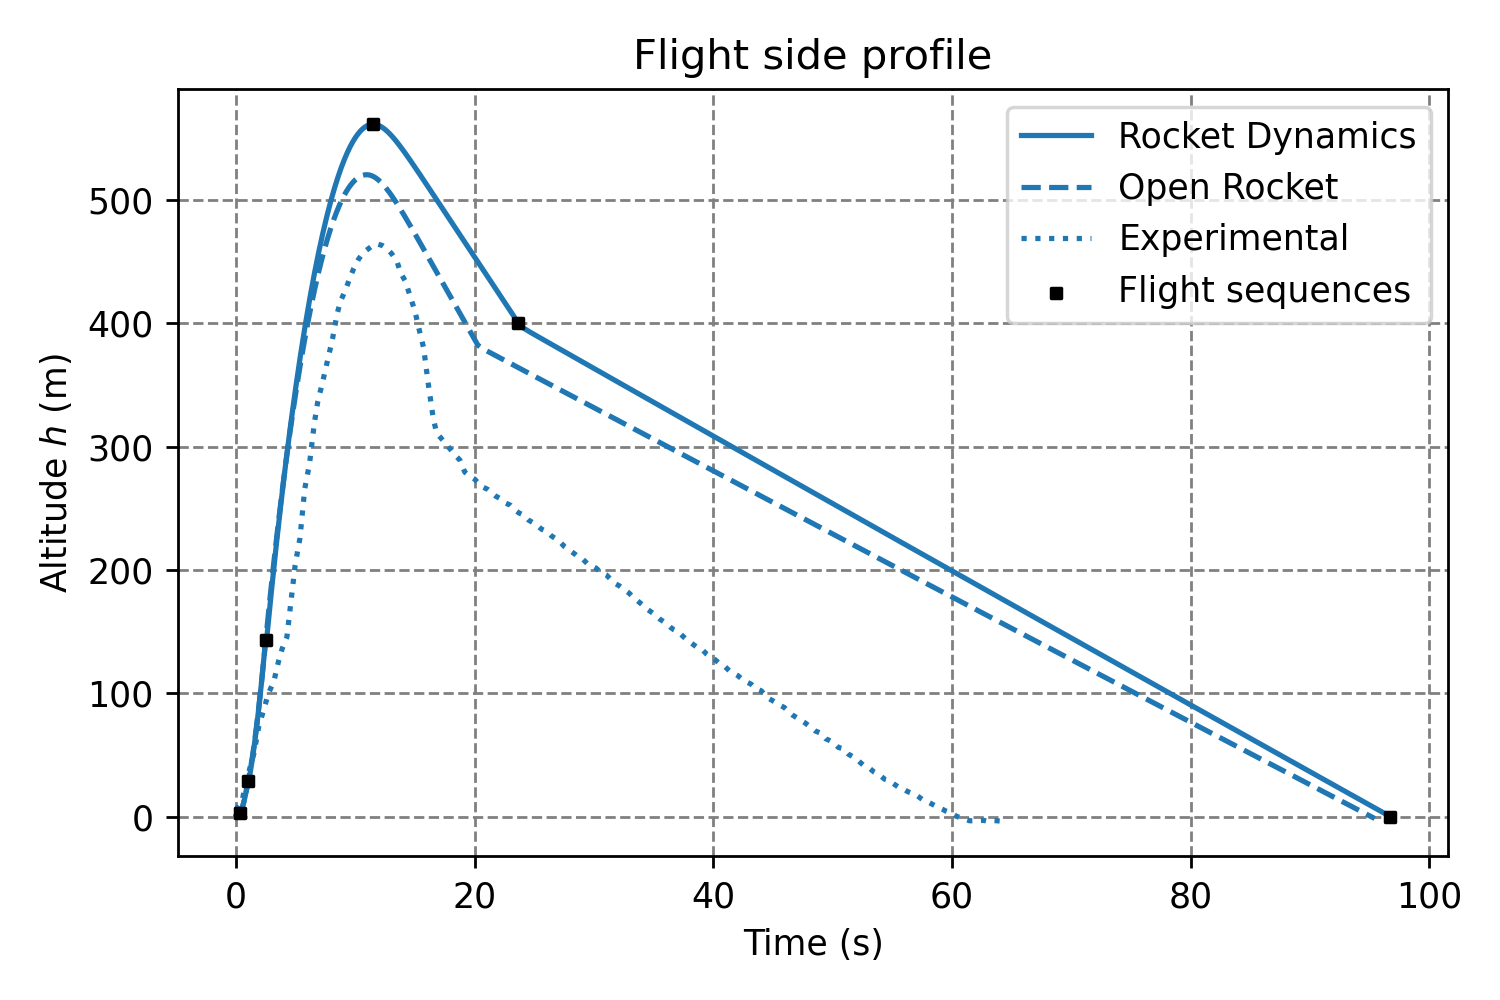 Flight side profile
Rocket Dynamics
Open Rocket
Experimental
Flight sequences
500
400
300
200
100
0
Altitude h (m)
0 20 40 60 80 100
Time (s)